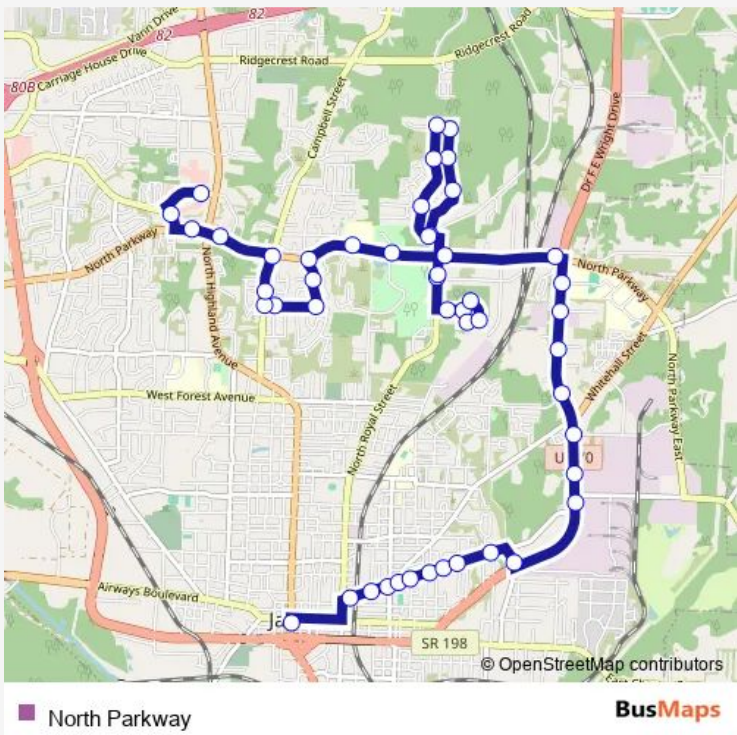 Vann Drive
82
82
Ridgecrest Road
Ridgecrest Road
Carriage House Drive
80B
Campbell Street
Dr F E Wright Drive
North Parkway
North Parkway
North Highland Avenue
Whitehall Street
North Parkway East
West Forest Avenue
North Royal Street
Airways Boulevard
SR 198
© OpenStreetMap contributors
North Parkway
BusMaps